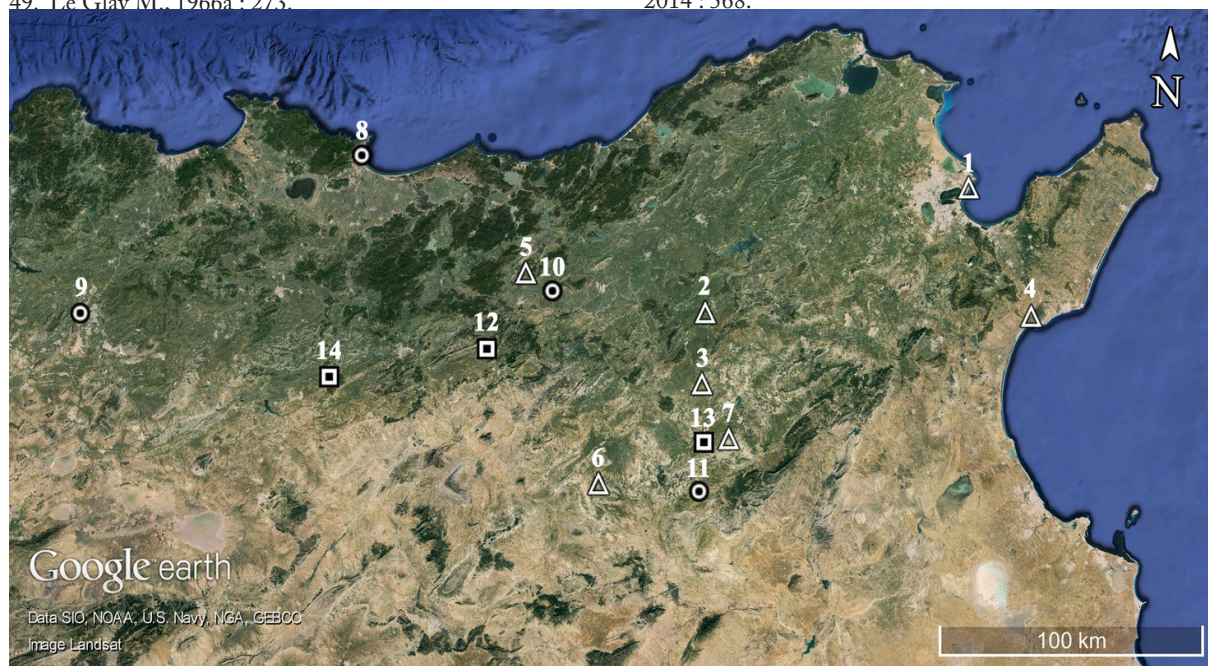 49. Le Glay M., 1966a : 273.
2014 : 568.
N
8
1
5
10
9
2
4
12
14
3
13
7
6
11
Google earth
Data SIO, NOAA, U.S. Navy, NGA, GEBCO
Image Landsat
100 km